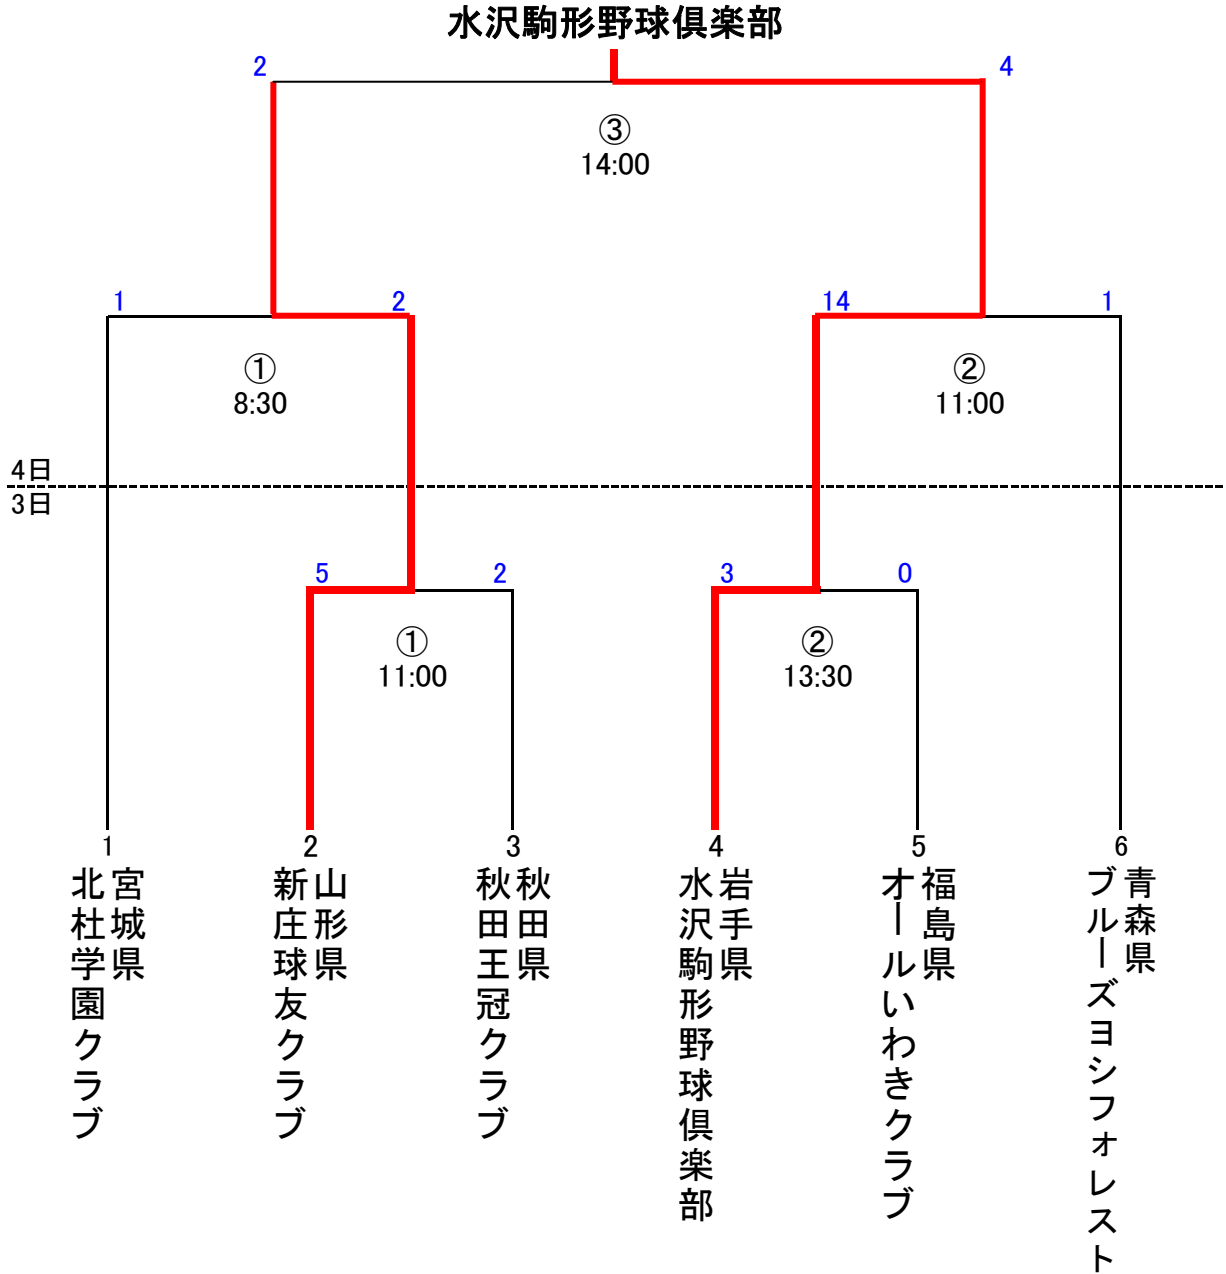 水沢駒形野球倶楽部
2
4
③
14:00
1
2
14
1
①
8:30
②
11:00
4日
3日
5
2
3
0
①
11:00
②
13:30
1
2
3
4
5
6
宮城県
北杜学園クラブ
山形県
新庄球友クラブ
秋田県
秋田王冠クラブ
岩手県
水沢駒形野球倶楽部
福島県
オールいわきクラブ
青森県
ブルーズヨシフォレスト